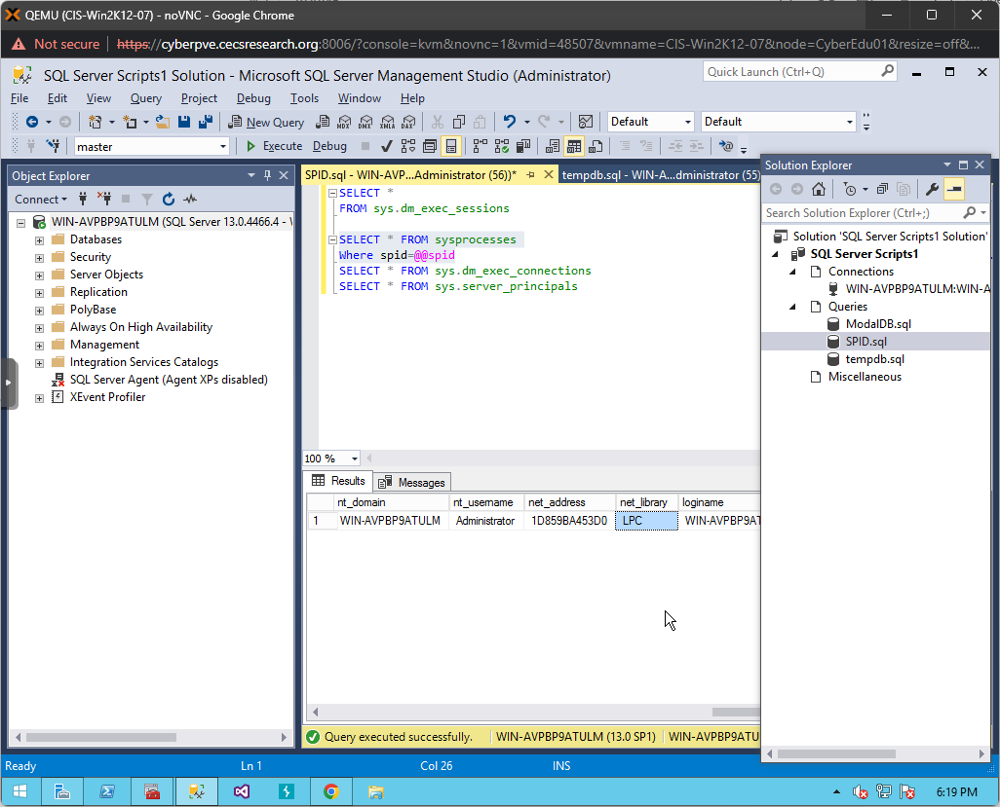 QEMU (CIS-Win2K12-07) - noVNC - Google Chrome
Not secure https://cyberpve.cecsresearch.org:8006/?console=kvm&novnc=1&vmid=48507&vmname=CIS-Win2K12-07&node=CyberEdu01&resize=off&...
SQL Server Scripts1 Solution - Microsoft SQL Server Management Studio (Administrator)
Quick Launch (Ctrl+Q)
File Edit View Query Project Debug Tools Window Help
New Query MDX DMX XMLA DAX Default Default
master Execute Debug
Object Explorer
Connect
WIN-AVPBP9ATULM (SQL Server 13.0.4466.4 -
Databases
Security
Server Objects
Replication
PolyBase
Always On High Availability
Management
Integration Services Catalogs
SQL Server Agent (Agent XPs disabled)
XEvent Profiler
SPID.sql - WIN-AVP...Administrator (56))* tempdb.sql - WIN-A...dministrator (55)
SELECT *
FROM sys.dm_exec_sessions
SELECT * FROM sysprocesses
Where spid=@@spid
SELECT * FROM sys.dm_exec_connections
SELECT * FROM sys.server_principals
100 %
Results Messages
nt_domain nt_username net_address net_library loginame
1 WIN-AVPBP9ATULM Administrator 1D859BA453D0 LPC WIN-AVPBP9AT
Query executed successfully. WIN-AVPBP9ATULM (13.0 SP1) WIN-AVPBP9ATU
Solution Explorer
Search Solution Explorer (Ctrl+;)
Solution 'SQL Server Scripts1 Solution'
SQL Server Scripts1
Connections
WIN-AVPBP9ATULM:WIN-A
Queries
ModalDB.sql
SPID.sql
tempdb.sql
Miscellaneous
Ready Ln 1 Col 26 INS
6:19 PM